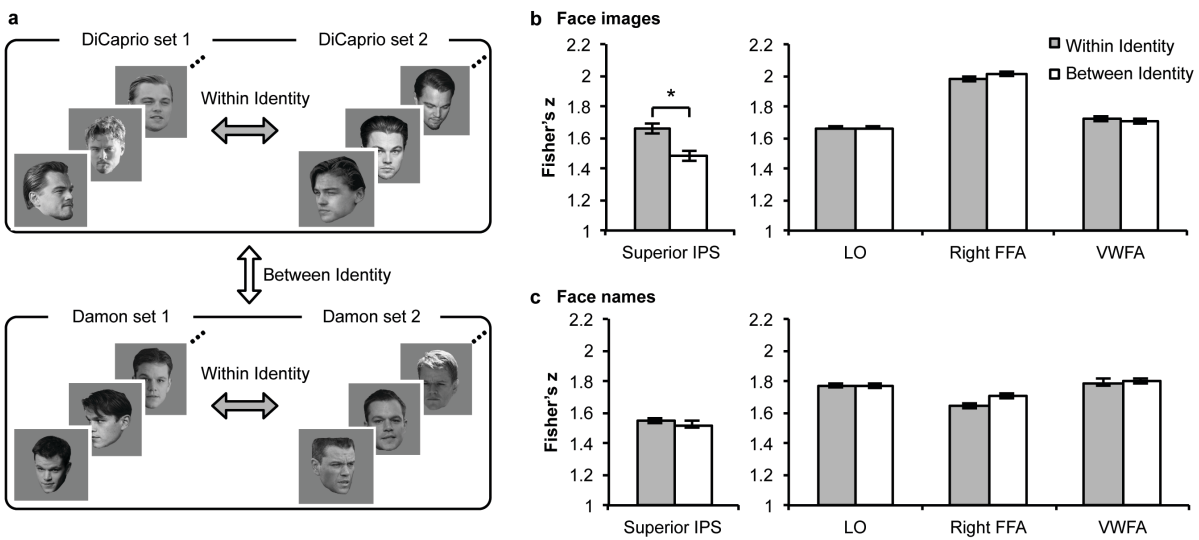 a
DiCaprio set 1
DiCaprio set 2
Within Identity
Between Identity
Damon set 1
Damon set 2
Within Identity
b Face images
Fisher's z
2.2
2
1.8
1.6
1.4
1.2
1
*
Superior IPS
2.2
2
1.8
1.6
1.4
1.2
1
LO
Right FFA
VWFA
Within Identity
Between Identity
c Face names
Fisher's z
2.2
2
1.8
1.6
1.4
1.2
1
Superior IPS
2.2
2
1.8
1.6
1.4
1.2
1
LO
Right FFA
VWFA